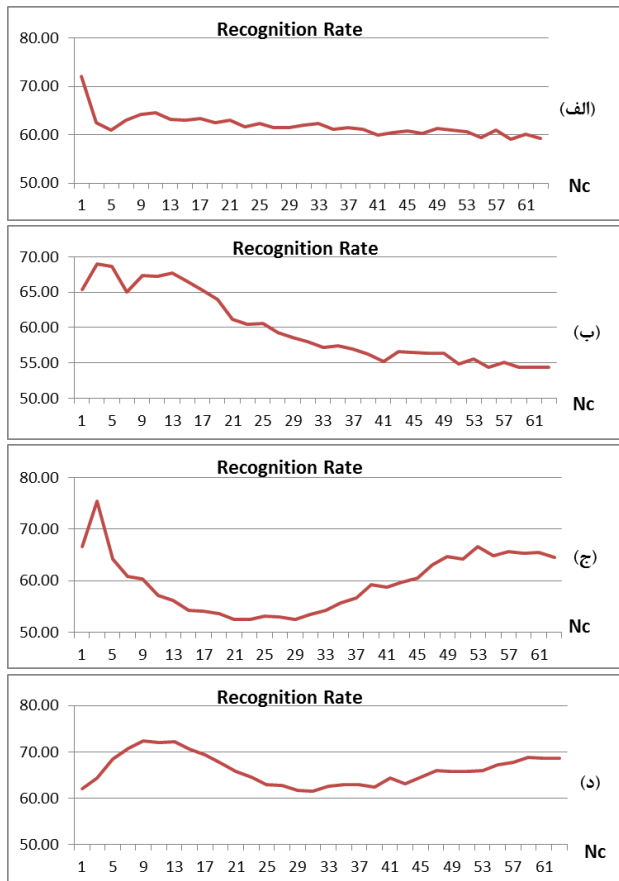 Recognition Rate
80.00
70.00
60.00
50.00
1 5 9 13 17 21 25 29 33 37 41 45 49 53 57 61
Nc
(الف)
Recognition Rate
70.00
65.00
60.00
55.00
50.00
1 5 9 13 17 21 25 29 33 37 41 45 49 53 57 61
Nc
(ب)
Recognition Rate
80.00
70.00
60.00
50.00
1 5 9 13 17 21 25 29 33 37 41 45 49 53 57 61
Nc
(ج)
Recognition Rate
80.00
70.00
60.00
50.00
1 5 9 13 17 21 25 29 33 37 41 45 49 53 57 61
Nc
(د)